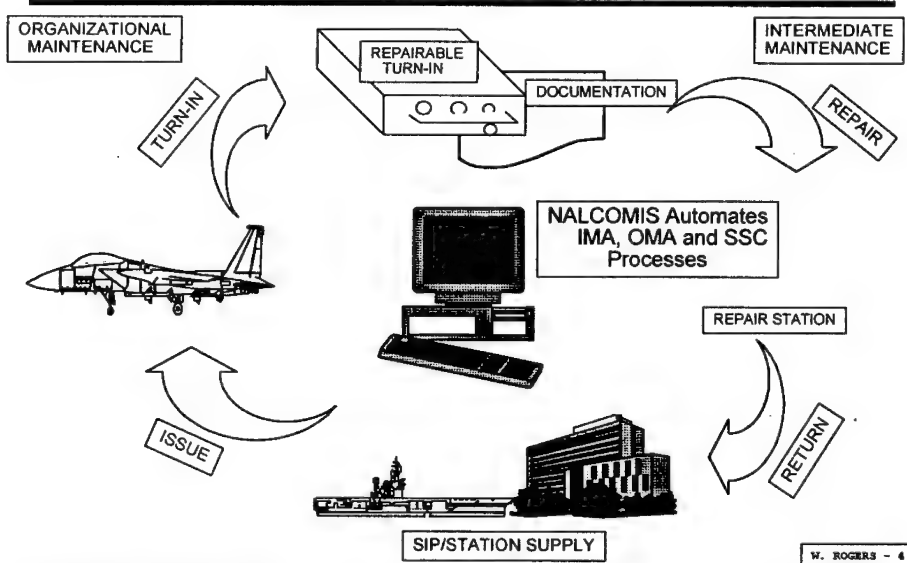 ORGANIZATIONAL
MAINTENANCE
INTERMEDIATE
MAINTENANCE
REPAIRABLE
TURN-IN
DOCUMENTATION
TURN-IN
REPAIR
NALCOMIS Automates
IMA, OMA and SSC
Processes
REPAIR STATION
RETURN
ISSUE
SIP/STATION SUPPLY
W. ROGERS - 4